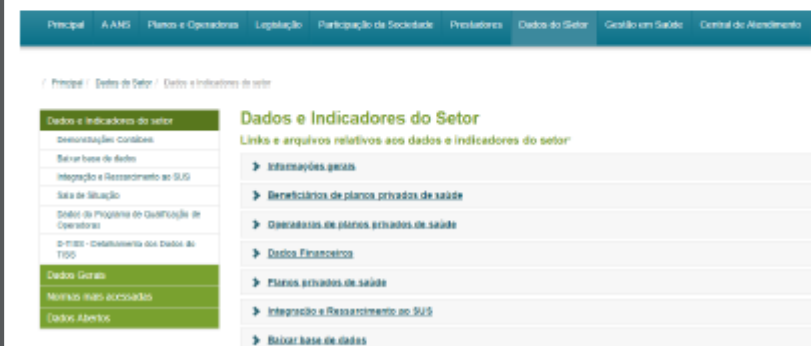 Principal A ANS Planos e Operadoras Legislação Participação da Sociedade Prestadores Dados do Setor Gestão em Saúde Central de Atendimento
/ Principal / Dados do Setor / Dados e Indicadores do setor
Dados e Indicadores do setor
Demonstrações Contábeis
Baixar base de dados
Integração e Ressarcimento ao SUS
Sala de Situação
Dados do Programa de Qualificação de
Operadoras
D-TISS - Detalhamento dos Dados do
TISS
Dados Gerais
Normas mais acessadas
Dados Abertos
Dados e Indicadores do Setor
Links e arquivos relativos aos dados e indicadores do setor
Informações gerais
Beneficiários de planos privados de saúde
Operadoras de planos privados de saúde
Dados Financeiros
Planos privados de saúde
Integração e Ressarcimento ao SUS
Baixar base de dados